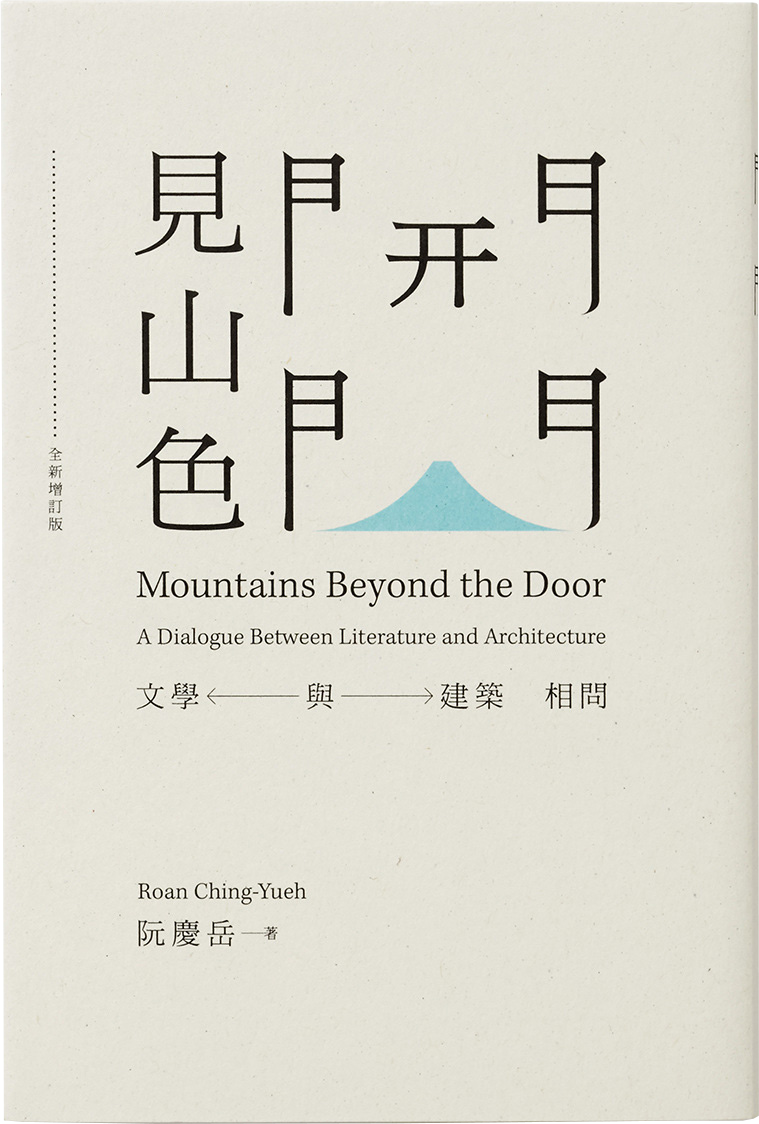 開門
見山色
全新增訂版
Mountains Beyond the Door
A Dialogue Between Literature and Architecture
文學←與→建築 相問
Roan Ching-Yueh
阮慶岳—著